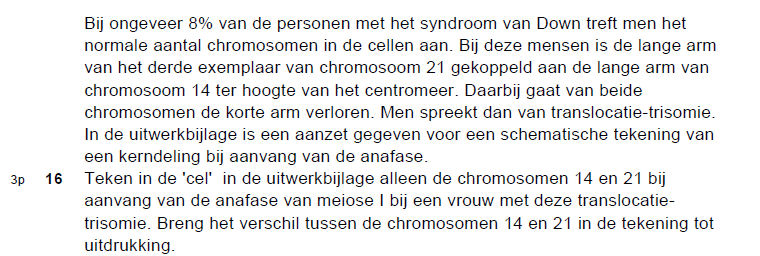 Bij ongeveer 8% van de personen met het syndroom van Down treft men het
normale aantal chromosomen in de cellen aan. Bij deze mensen is de lange arm
van het derde exemplaar van chromosoom 21 gekoppeld aan de lange arm van
chromosoom 14 ter hoogte van het centromeer. Daarbij gaat van beide
chromosomen de korte arm verloren. Men spreekt dan van translocatie-trisomie.
In de uitwerkbijlage is een aanzet gegeven voor een schematische tekening van
een kerndeling bij aanvang van de anafase.
3p 16 Teken in de 'cel' in de uitwerkbijlage alleen de chromosomen 14 en 21 bij
aanvang van de anafase van meiose I bij een vrouw met deze translocatie-
trisomie. Breng het verschil tussen de chromosomen 14 en 21 in de tekening tot
uitdrukking.